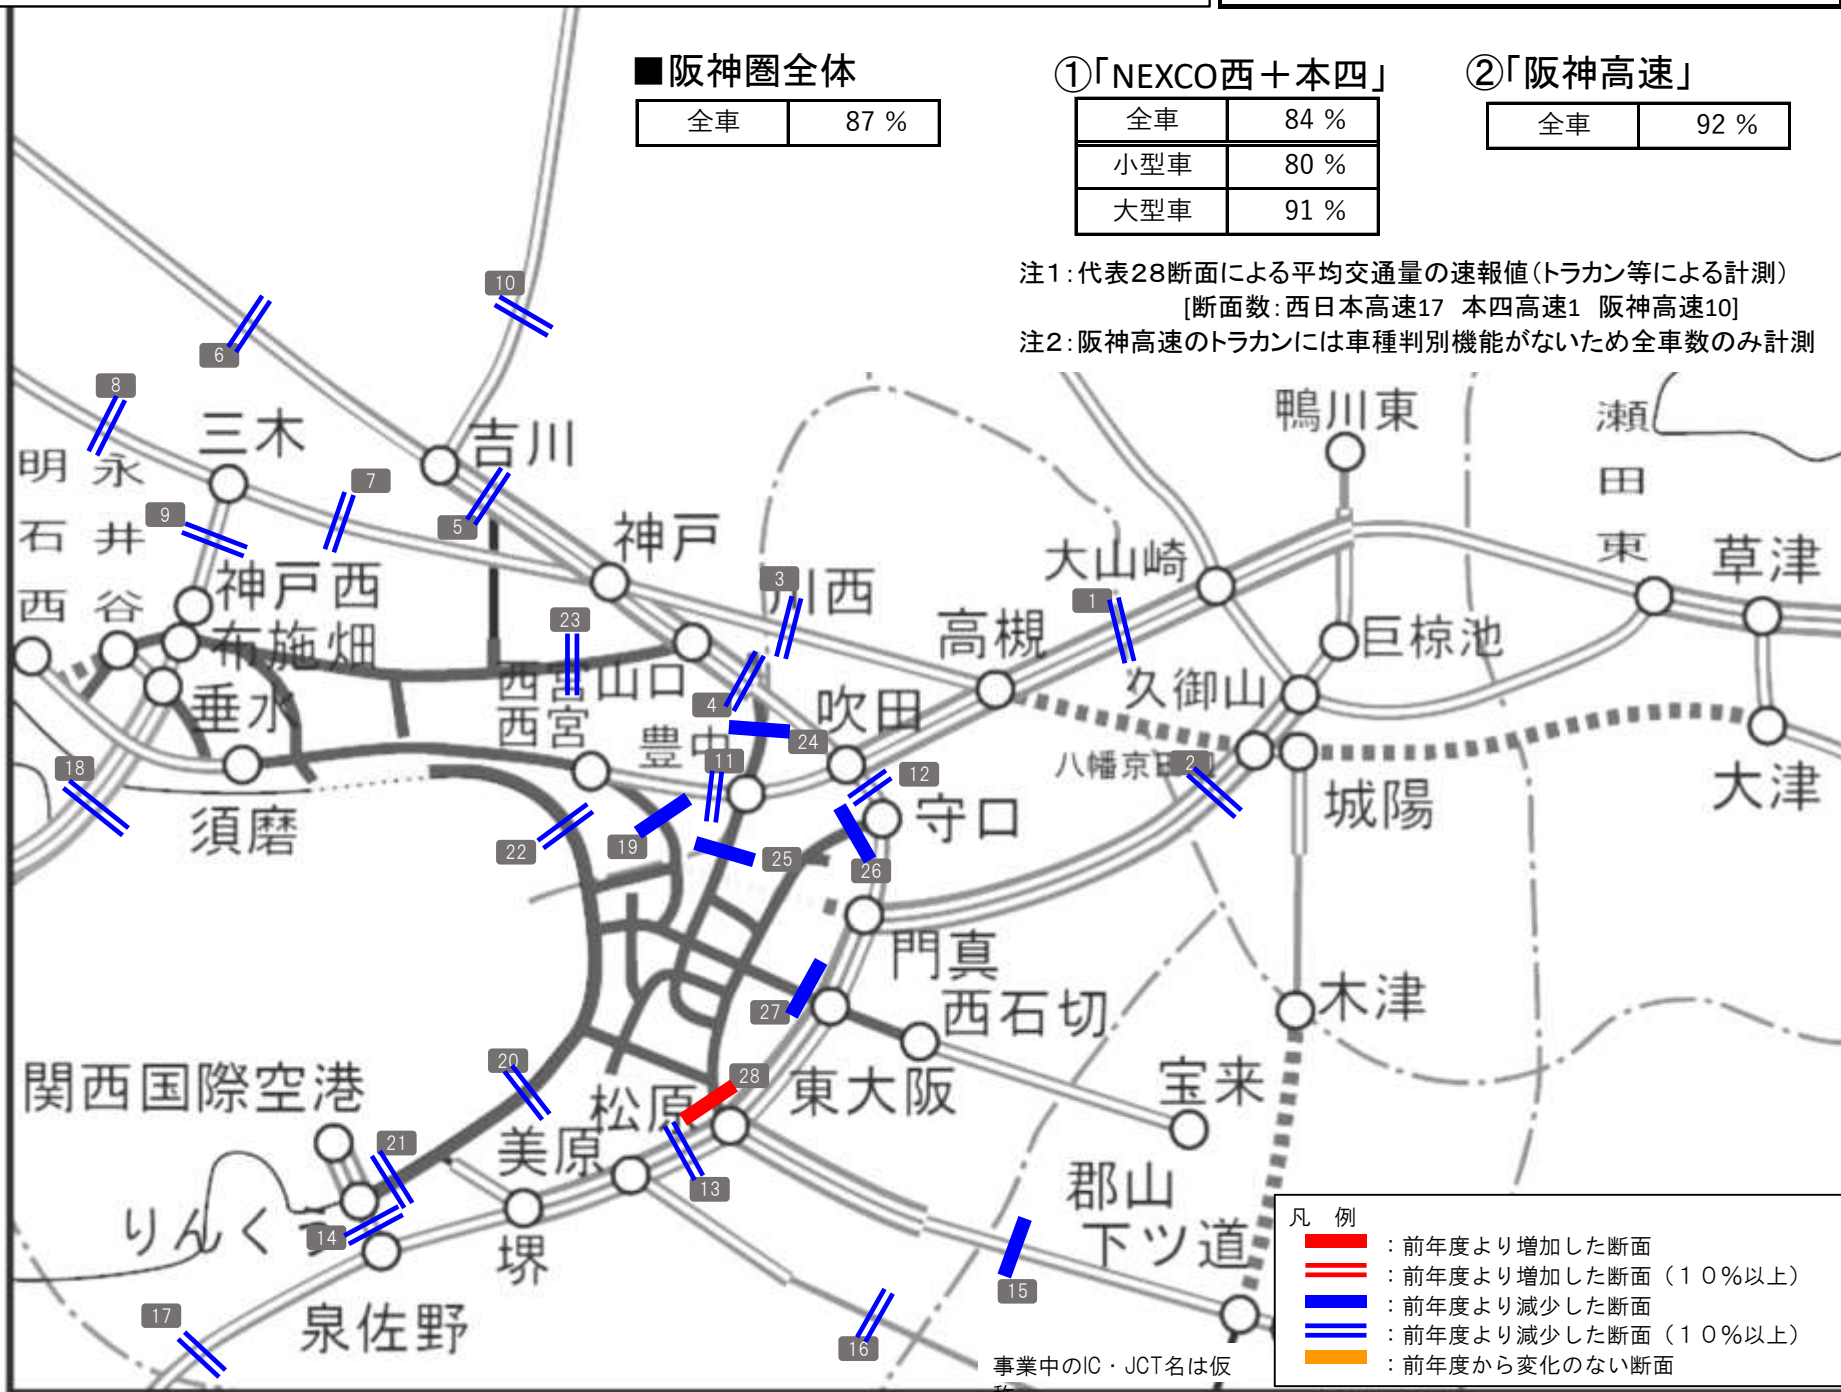 ■阪神圏全体
全車 87 %
①「NEXCO西＋本四」
全車 84 %
小型車 80 %
大型車 91 %
②「阪神高速」
全車 92 %
注１：代表２８断面による平均交通量の速報値（トラカン等による計測）
[断面数：西日本高速17 本四高速1 阪神高速10]
注２：阪神高速のトラカンには車種判別機能がないため全車数のみ計測
10
6
8
三木
吉川
鴨川東
瀬田東
明石西
永井谷
7
9
5
神戸
大山崎
草津
神戸西
3
川西
1
高槻
巨椋池
布施畑
23
西宮山口
4
吹田
久御山
垂水
西宮
豊中
24
11
12
八幡京田辺
2
大津
18
須磨
守口
城陽
22
19
25
26
門真
27
西石切
木津
関西国際空港
20
松原
28
東大阪
宝来
21
美原
13
郡山下ツ道
りんくう
14
堺
15
17
泉佐野
16
事業中のIC・JCT名は仮
称
凡 例
：前年度より増加した断面
：前年度より増加した断面（１０％以上）
：前年度より減少した断面
：前年度より減少した断面（１０％以上）
：前年度から変化のない断面